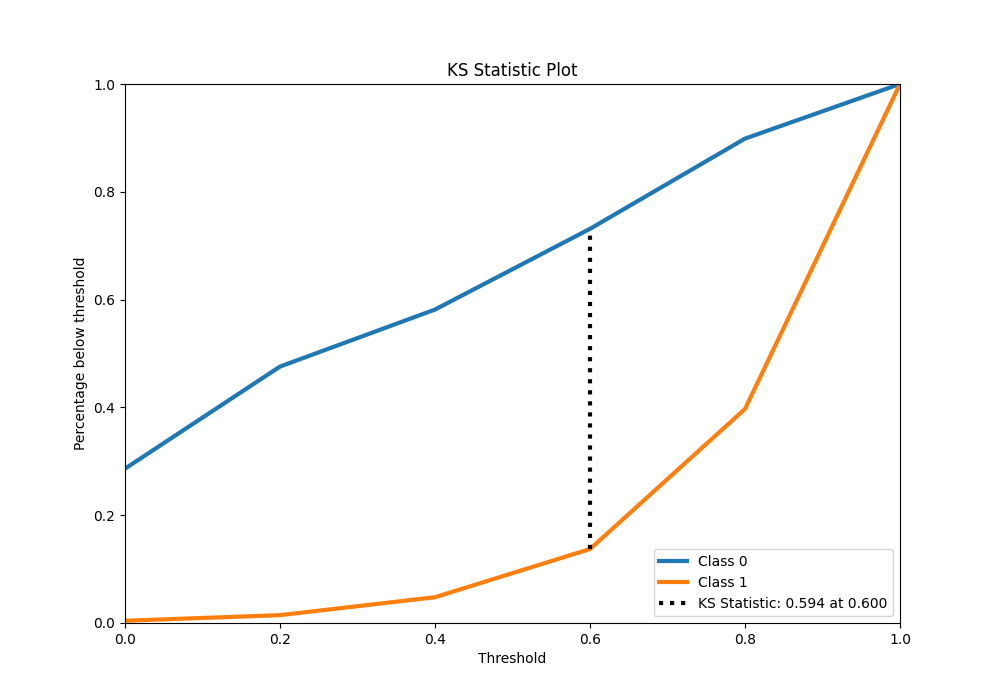 KS Statistic Plot
1.0
0.8
0.6
0.4
0.2
0.0
Percentage below threshold
0.0 0.2 0.4 0.6 0.8 1.0
Threshold
Class 0
Class 1
KS Statistic: 0.594 at 0.600